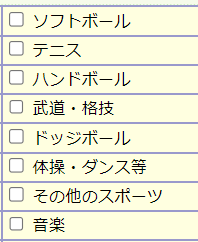 ソフトボール
テニス
ハンドボール
武道・格技
ドッジボール
体操・ダンス等
その他のスポーツ
音楽